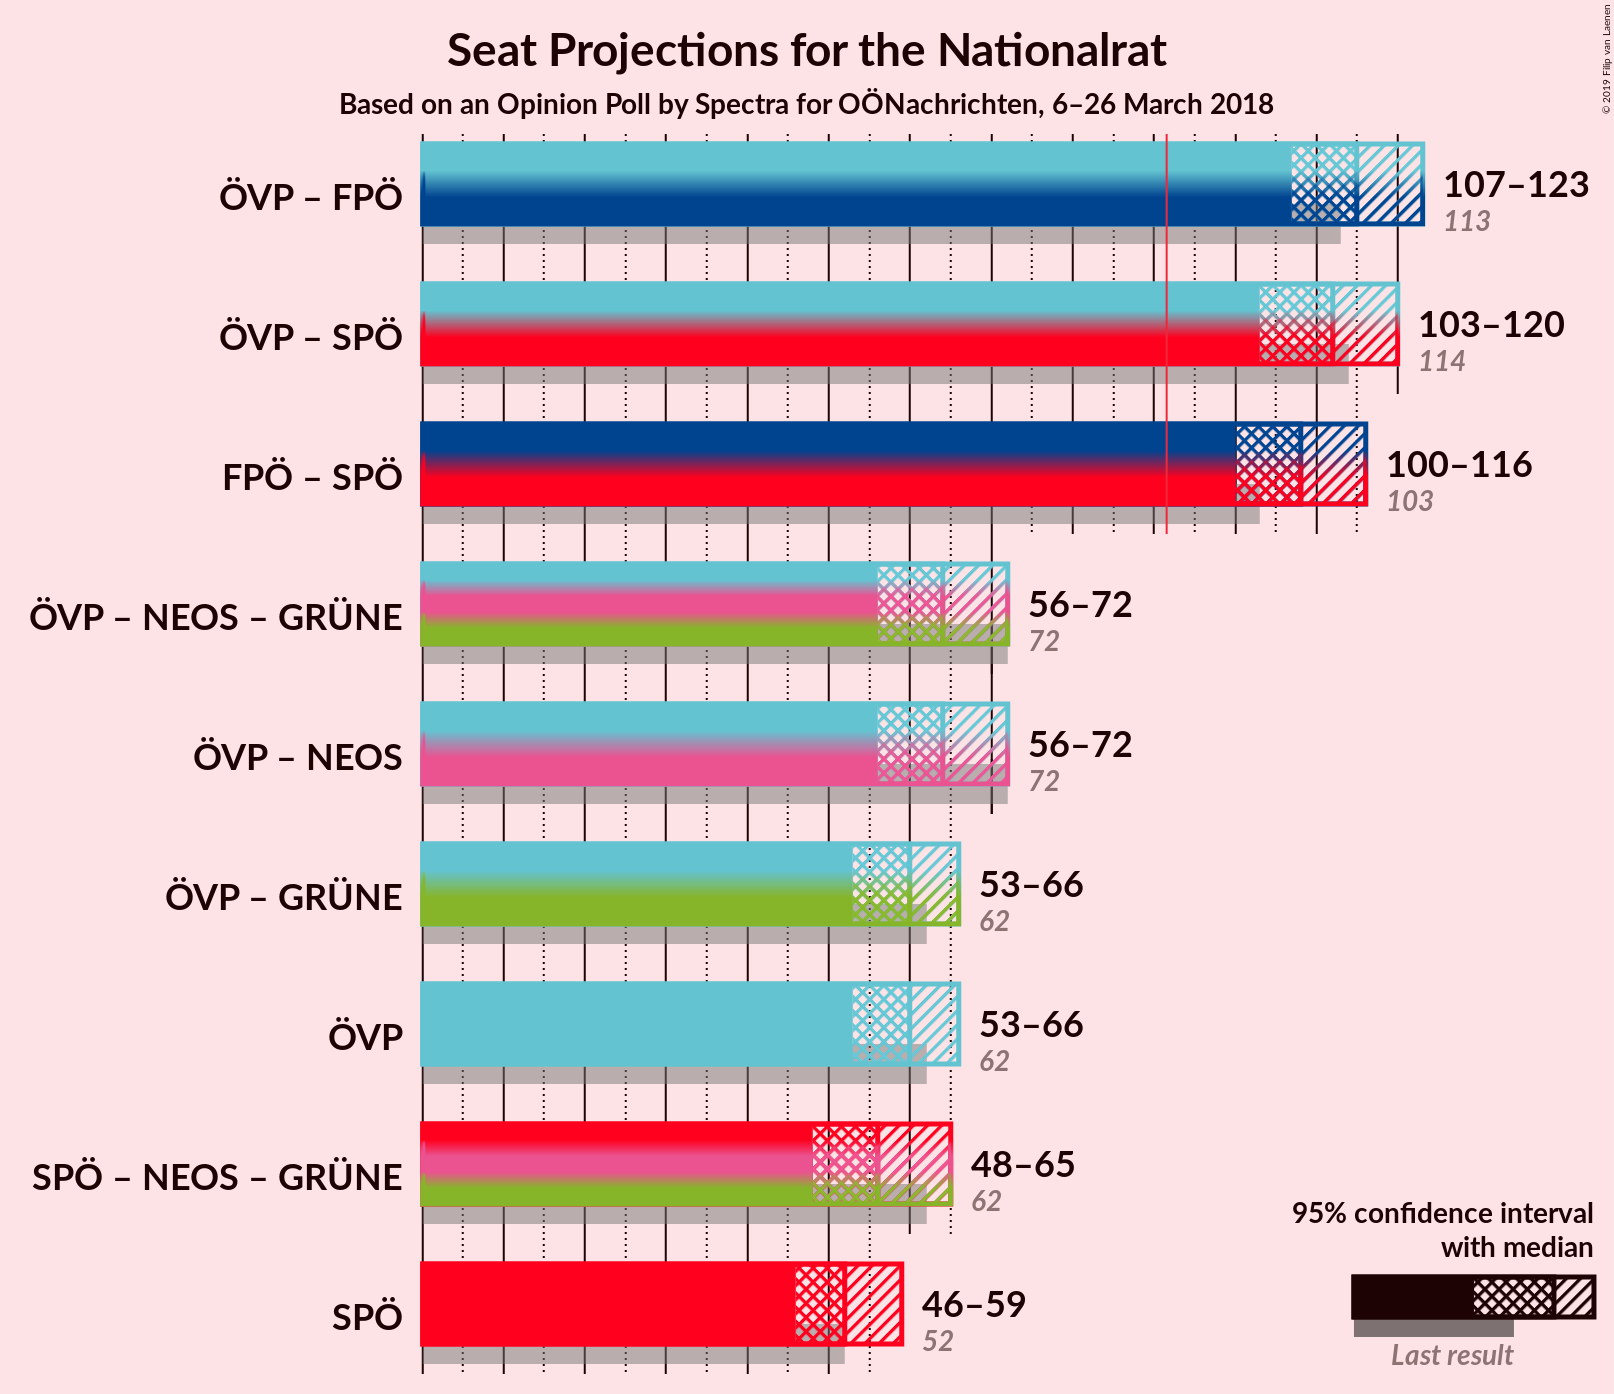 Seat Projections for the Nationalrat
Based on an Opinion Poll by Spectra for OÖNachrichten, 6–26 March 2018
© 2019 Filip van Laenen
ÖVP – FPÖ
107–123
113
ÖVP – SPÖ
103–120
114
FPÖ – SPÖ
100–116
103
ÖVP – NEOS – GRÜNE
56–72
72
ÖVP – NEOS
56–72
72
ÖVP – GRÜNE
53–66
62
ÖVP
53–66
62
SPÖ – NEOS – GRÜNE
48–65
62
SPÖ
46–59
52
95% confidence interval
with median
Last result